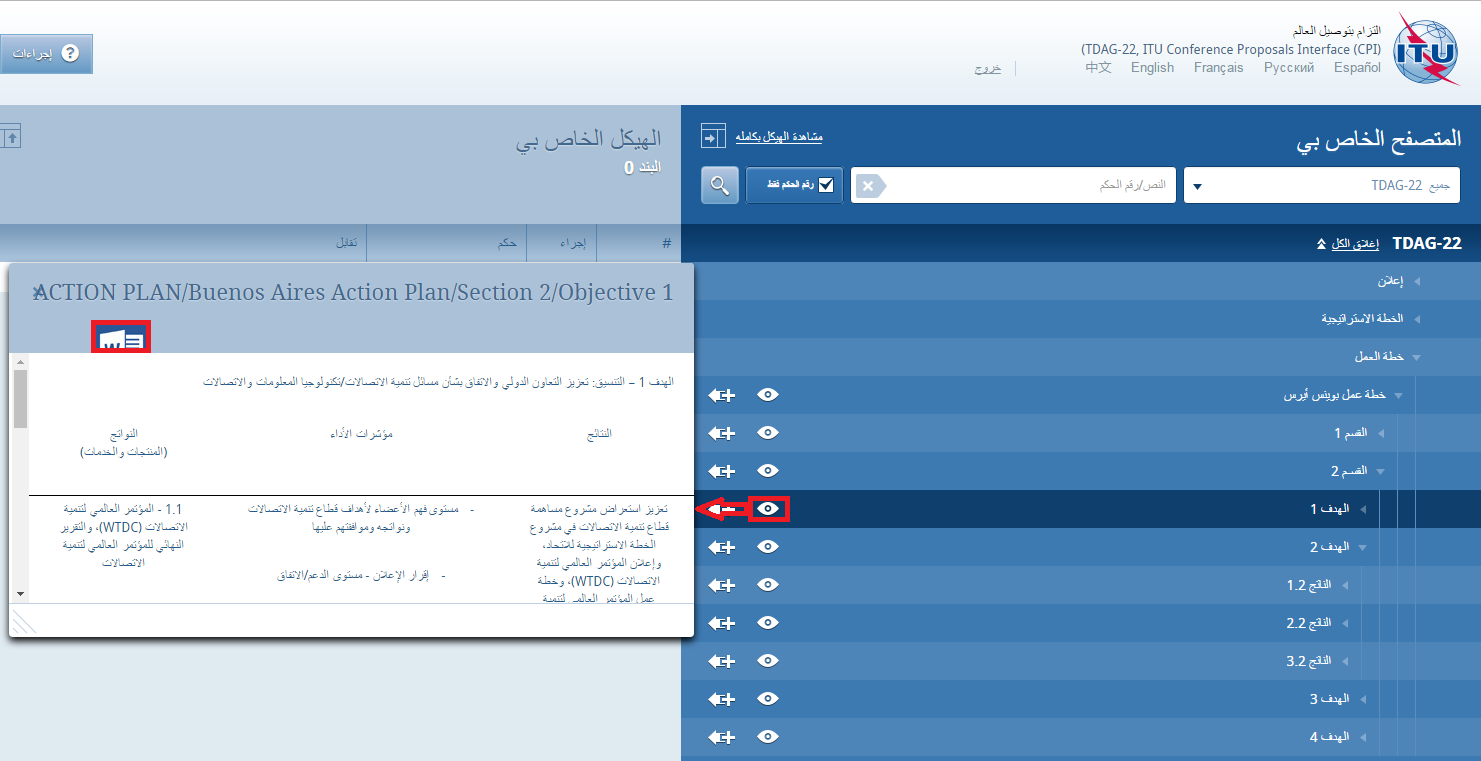 ITU
التزام بتوصيل العالم
(TDAG-22, ITU Conference Proposals Interface (CPI)
Español Русский Français English 中文
خروج
إجراءات
المتصفح الخاص بي
مشاهدة الهيكل بكامله
جميع TDAG-22
النص/رقم الحكم
رقم الحكم فقط
TDAG-22 إغلاق الكل
إعلان
الخطة الاستراتيجية
خطة العمل
خطة عمل بوينس أيرس
القسم 1
القسم 2
الهدف 1
الهدف 2
الناتج 1.2
الناتج 2.2
الناتج 3.2
الهدف 3
الهدف 4
الهيكل الخاص بي
البند 0
# إجراء حكم تقابل
ACTION PLAN/Buenos Aires Action Plan/Section 2/Objective 1
W
الهدف 1 – التنسيق: تعزيز التعاون الدولي والاتفاق بشأن مسائل تنمية الاتصالات/تكنولوجيا المعلومات والاتصالات
النتائج
مؤشرات الأداء
النواتج
(المنتجات والخدمات)
تعزيز استعراض مشروع مساهمة
قطاع تنمية الاتصالات في مشروع
الخطة الاستراتيجية للاتحاد،
وإعلان المؤتمر العالمي لتنمية
الاتصالات (WTDC)، وخطة
عمل المؤتمر العالمي لتنمية
- مستوى فهم الأعضاء لأهداف قطاع تنمية الاتصالات
ونواتجه وموافقتهم عليها
- إقرار الإعلان - مستوى الدعم/الاتفاق
1.1 - المؤتمر العالمي لتنمية
الاتصالات (WTDC)، والتقرير
النهائي للمؤتمر العالمي لتنمية
الاتصالات